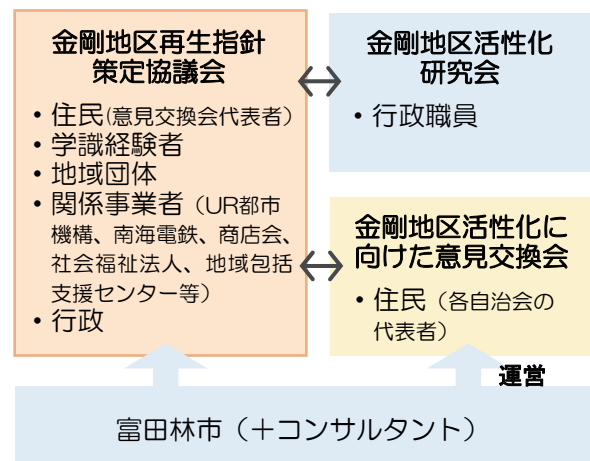 金剛地区再生指針
策定協議会
・住民(意見交換会代表者)
・学識経験者
・地域団体
・関係事業者（UR都市
機構、南海電鉄、商店会、
社会福祉法人、地域包括
支援センター等）
・行政
金剛地区活性化
研究会
・行政職員
金剛地区活性化に
向けた意見交換会
・住民（各自治会の
代表者）
運営
富田林市（＋コンサルタント）